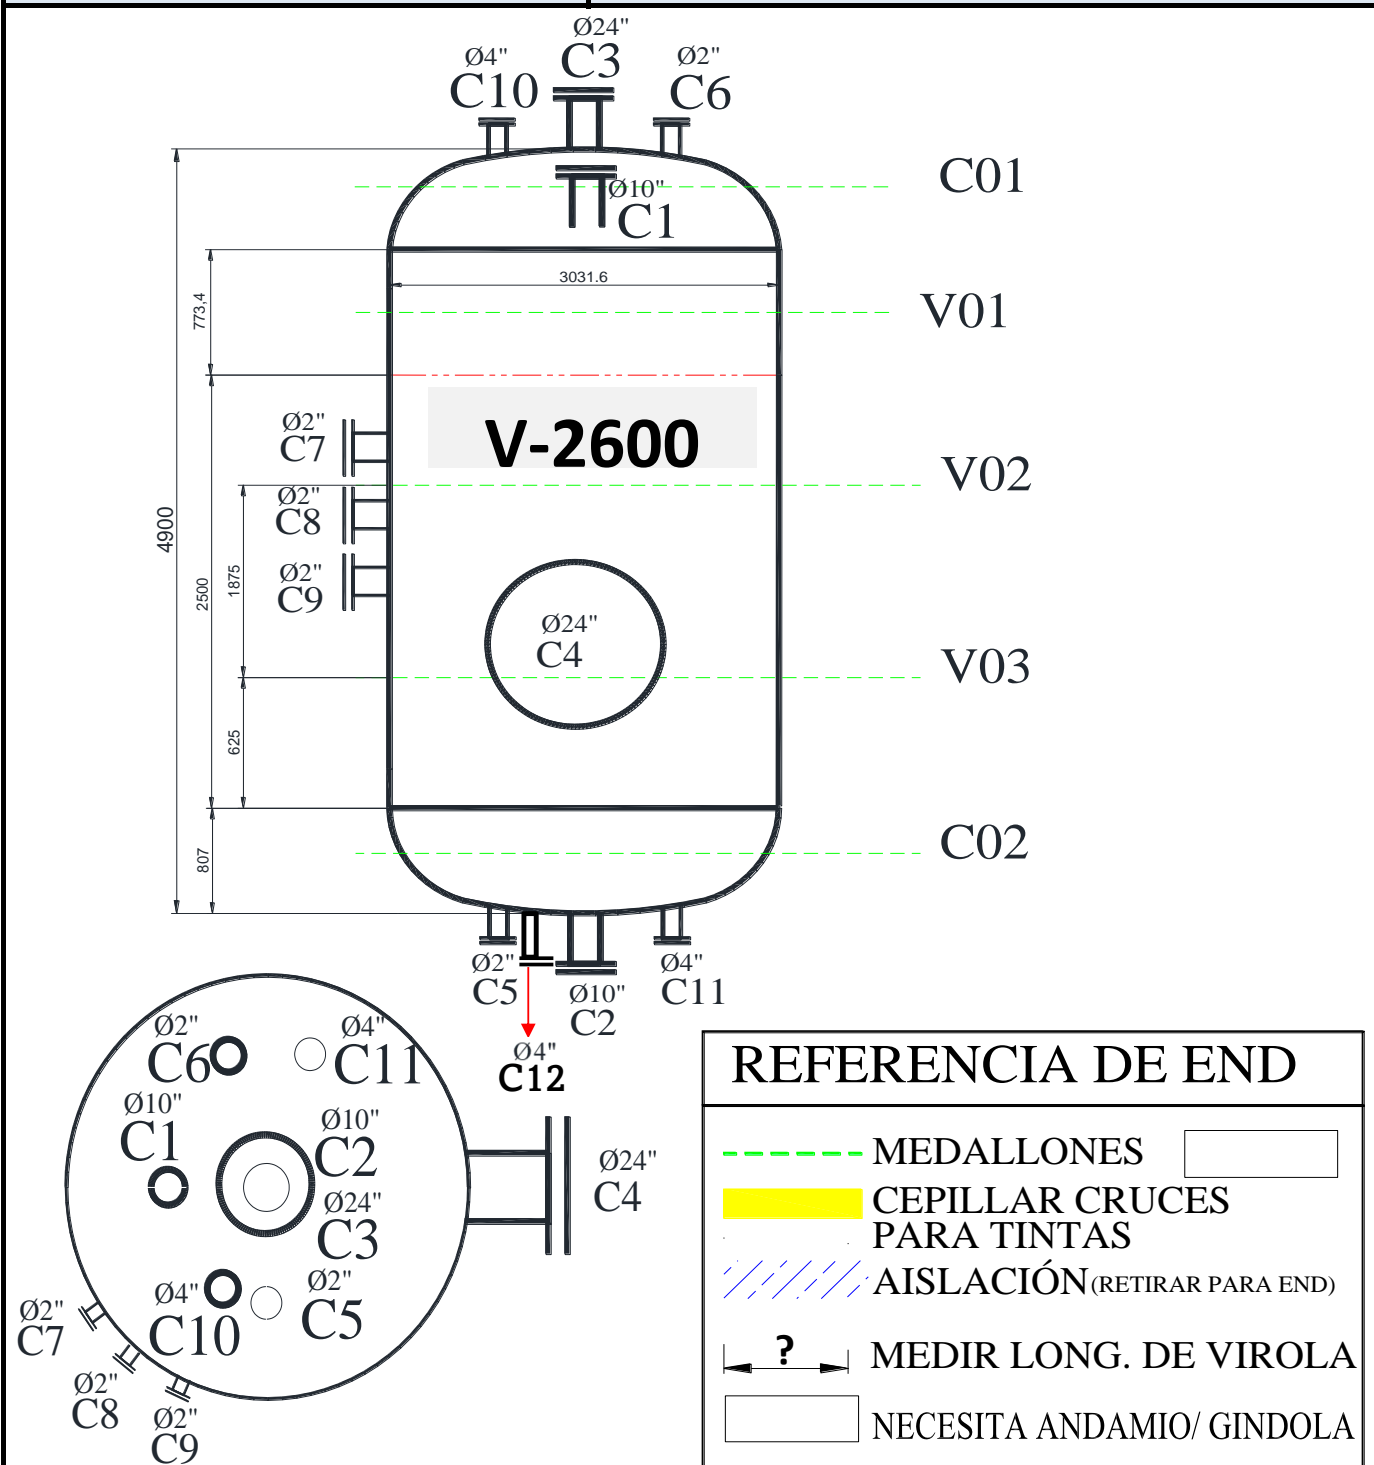 Ø24"
C3
Ø4"
C10
Ø2"
C6
C01
Ø10"
C1
3031.6
773,4
V01
V-2600
Ø2"
C7
V02
Ø2"
C8
4900
2500
1875
Ø2"
C9
Ø24"
C4
V03
625
807
C02
Ø2"
C5
Ø10"
C2
Ø4"
C11
Ø4"
C12
Ø2"
C6
Ø4"
C11
Ø10"
C1
Ø10"
C2
Ø24"
C3
Ø24"
C4
Ø4"
C10
Ø2"
C5
Ø2"
C7
Ø2"
C8
Ø2"
C9
REFERENCIA DE END
MEDALLONES
CEPILLAR CRUCES
PARA TINTAS
AISLACIÓN (RETIRAR PARA END)
? MEDIR LONG. DE VIROLA
NECESITA ANDAMIO/ GINDOLA